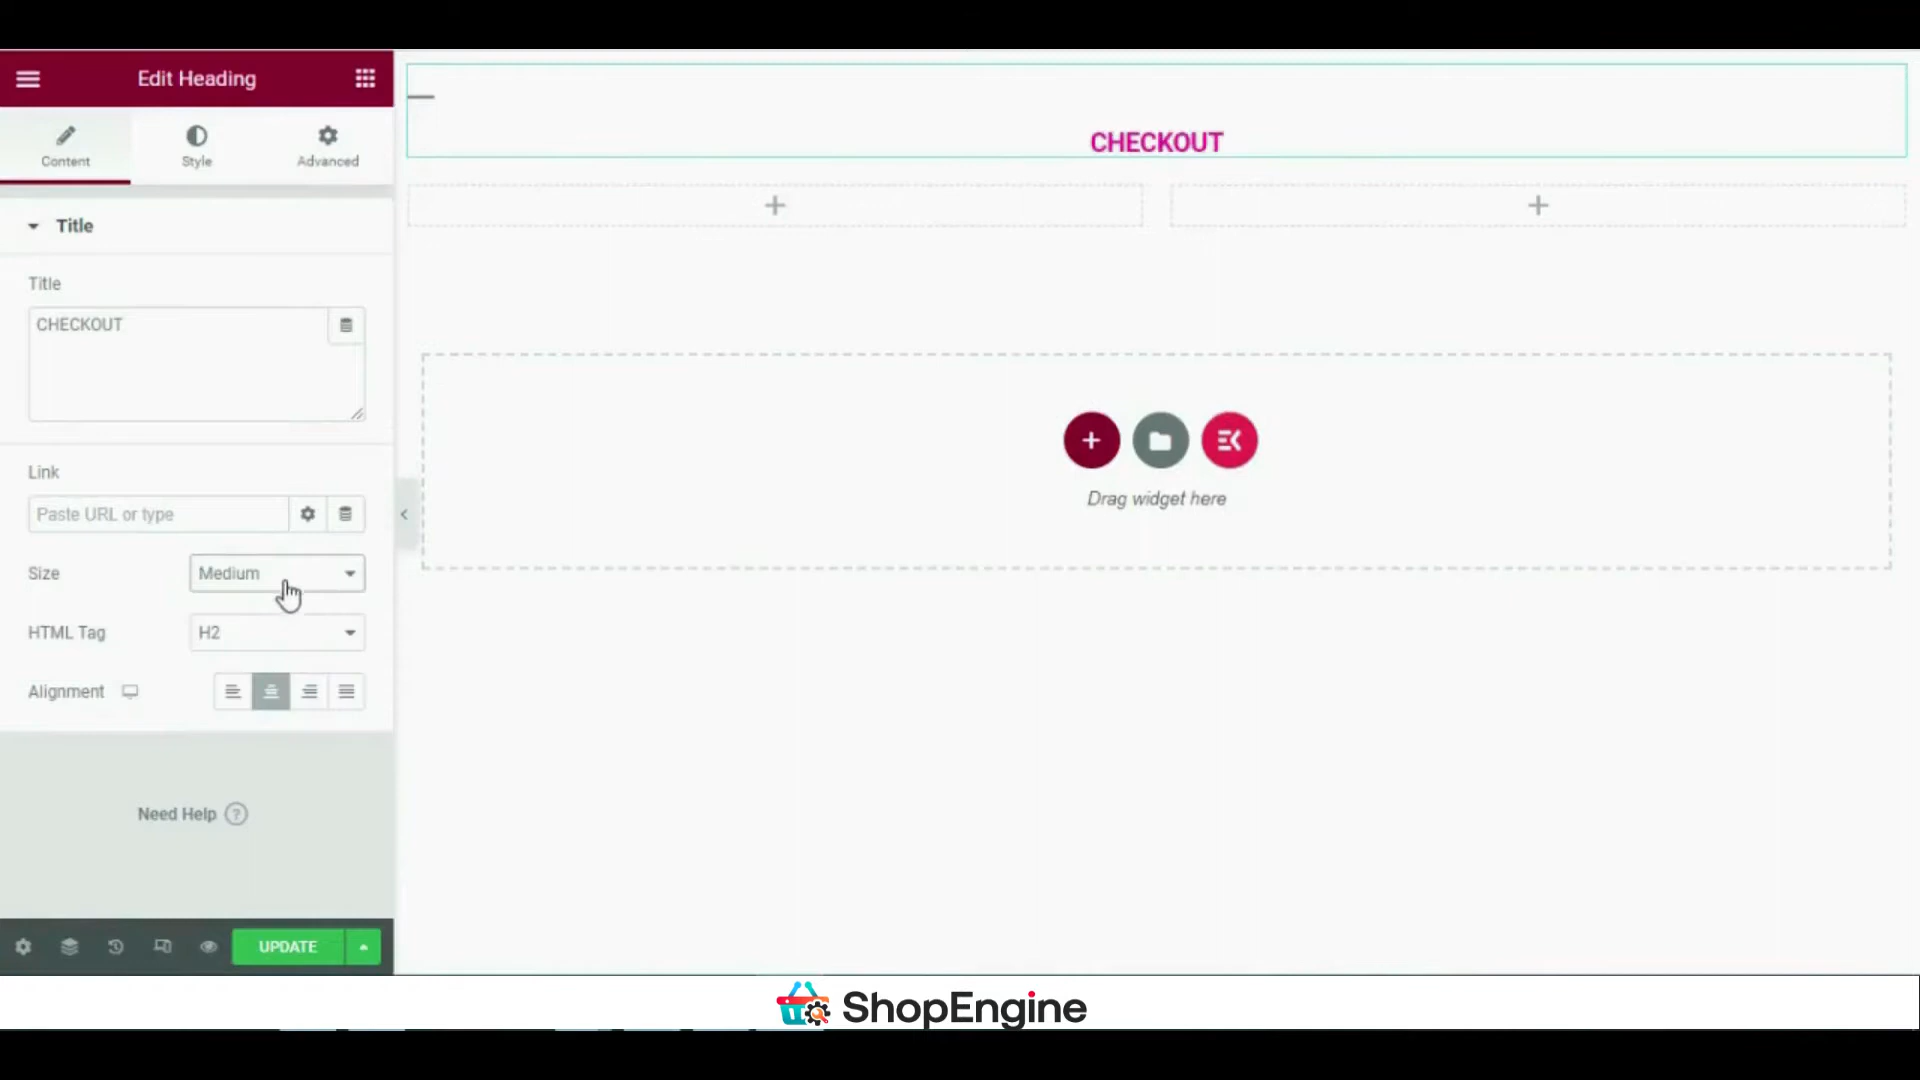 Edit Heading
Content
Style
Advanced
Title
Title
CHECKOUT
Link
Paste URL or type
Size
Medium
HTML Tag
H2
Alignment
Need Help ?
UPDATE
CHECKOUT
Drag widget here
ShopEngine